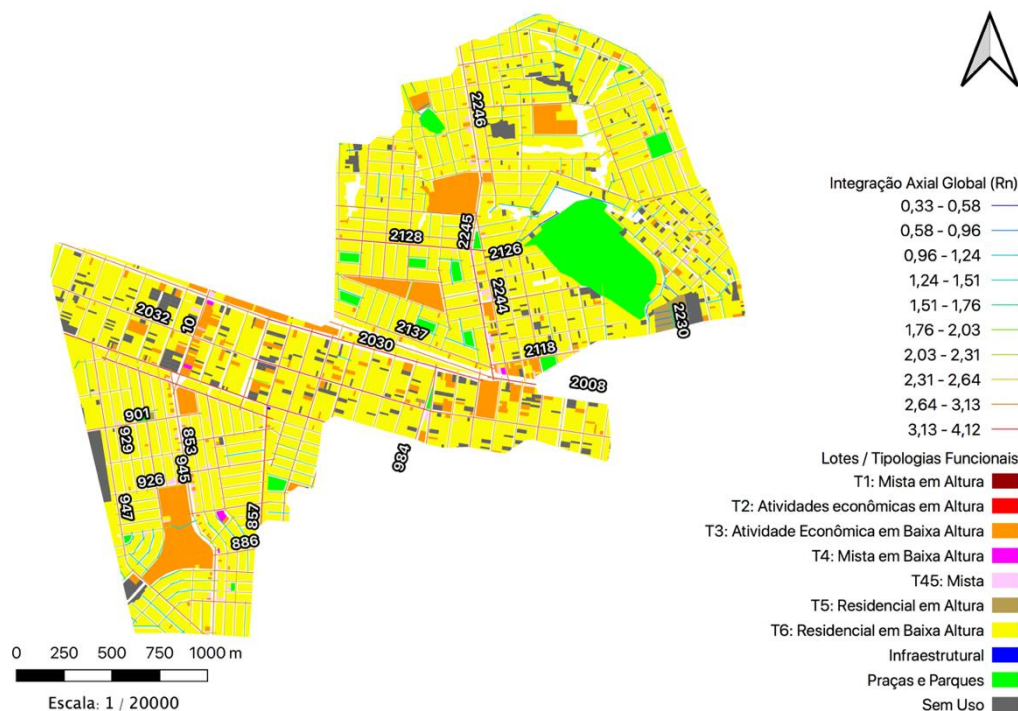 2246
2128
2245
2126
2244
2230
2032
101
2137
2030
2118
2008
901
929
853
945
984
926
947
857
886
Integração Axial Global (Rn)
0,33 - 0,58
0,58 - 0,96
0,96 - 1,24
1,24 - 1,51
1,51 - 1,76
1,76 - 2,03
2,03 - 2,31
2,31 - 2,64
2,64 - 3,13
3,13 - 4,12
Lotes / Tipologias Funcionais
T1: Mista em Altura
T2: Atividades econômicas em Altura
T3: Atividade Econômica em Baixa Altura
T4: Mista em Baixa Altura
T45: Mista
T5: Residencial em Altura
T6: Residencial em Baixa Altura
Infraestrutural
Praças e Parques
Sem Uso
0 250 500 750 1000 m
Escala: 1 / 20000